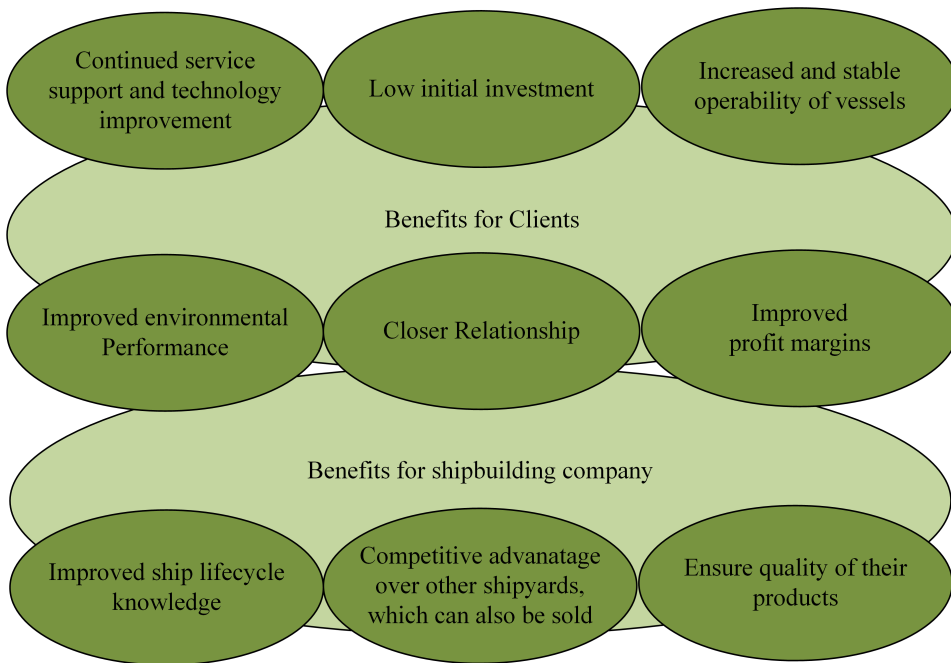 Continued service
support and technology
improvement
Low initial investment
Increased and stable
operability of vessels
Benefits for Clients
Improved environmental
Performance
Closer Relationship
Improved
profit margins
Benefits for shipbuilding company
Improved ship lifecycle
knowledge
Competitive advanatage
over other shipyards,
which can also be sold
Ensure quality of their
products